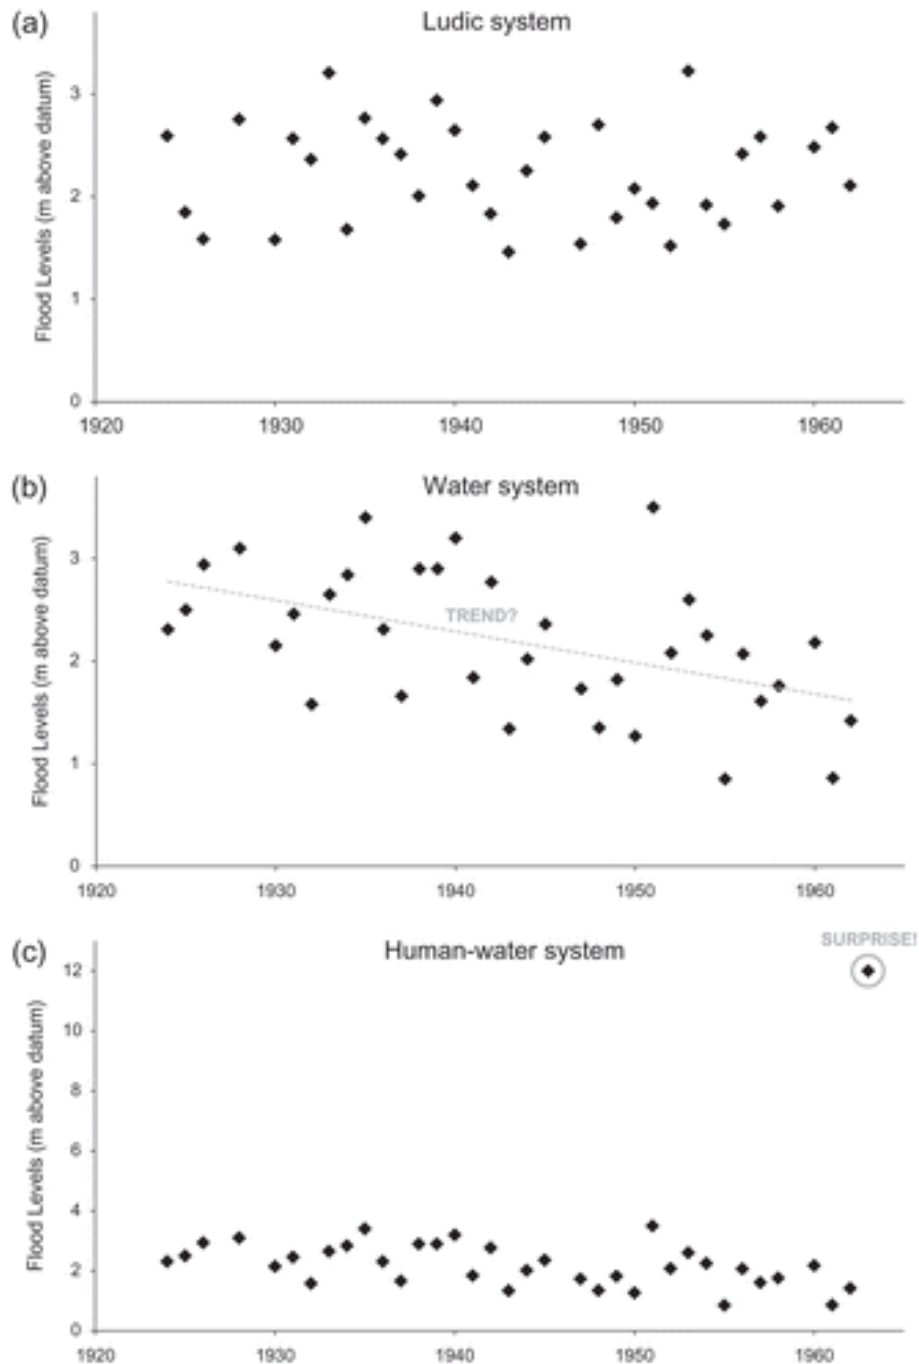 (a)
Ludic system
Flood Levels (m above datum)
3
2
1
0
1920
1930
1940
1950
1960
(b)
Water system
Flood Levels (m above datum)
3
2
1
0
TREND?
1920
1930
1940
1950
1960
(c)
Human-water system
SURPRISE!
Flood Levels (m above datum)
12
10
8
6
4
2
0
1920
1930
1940
1950
1960